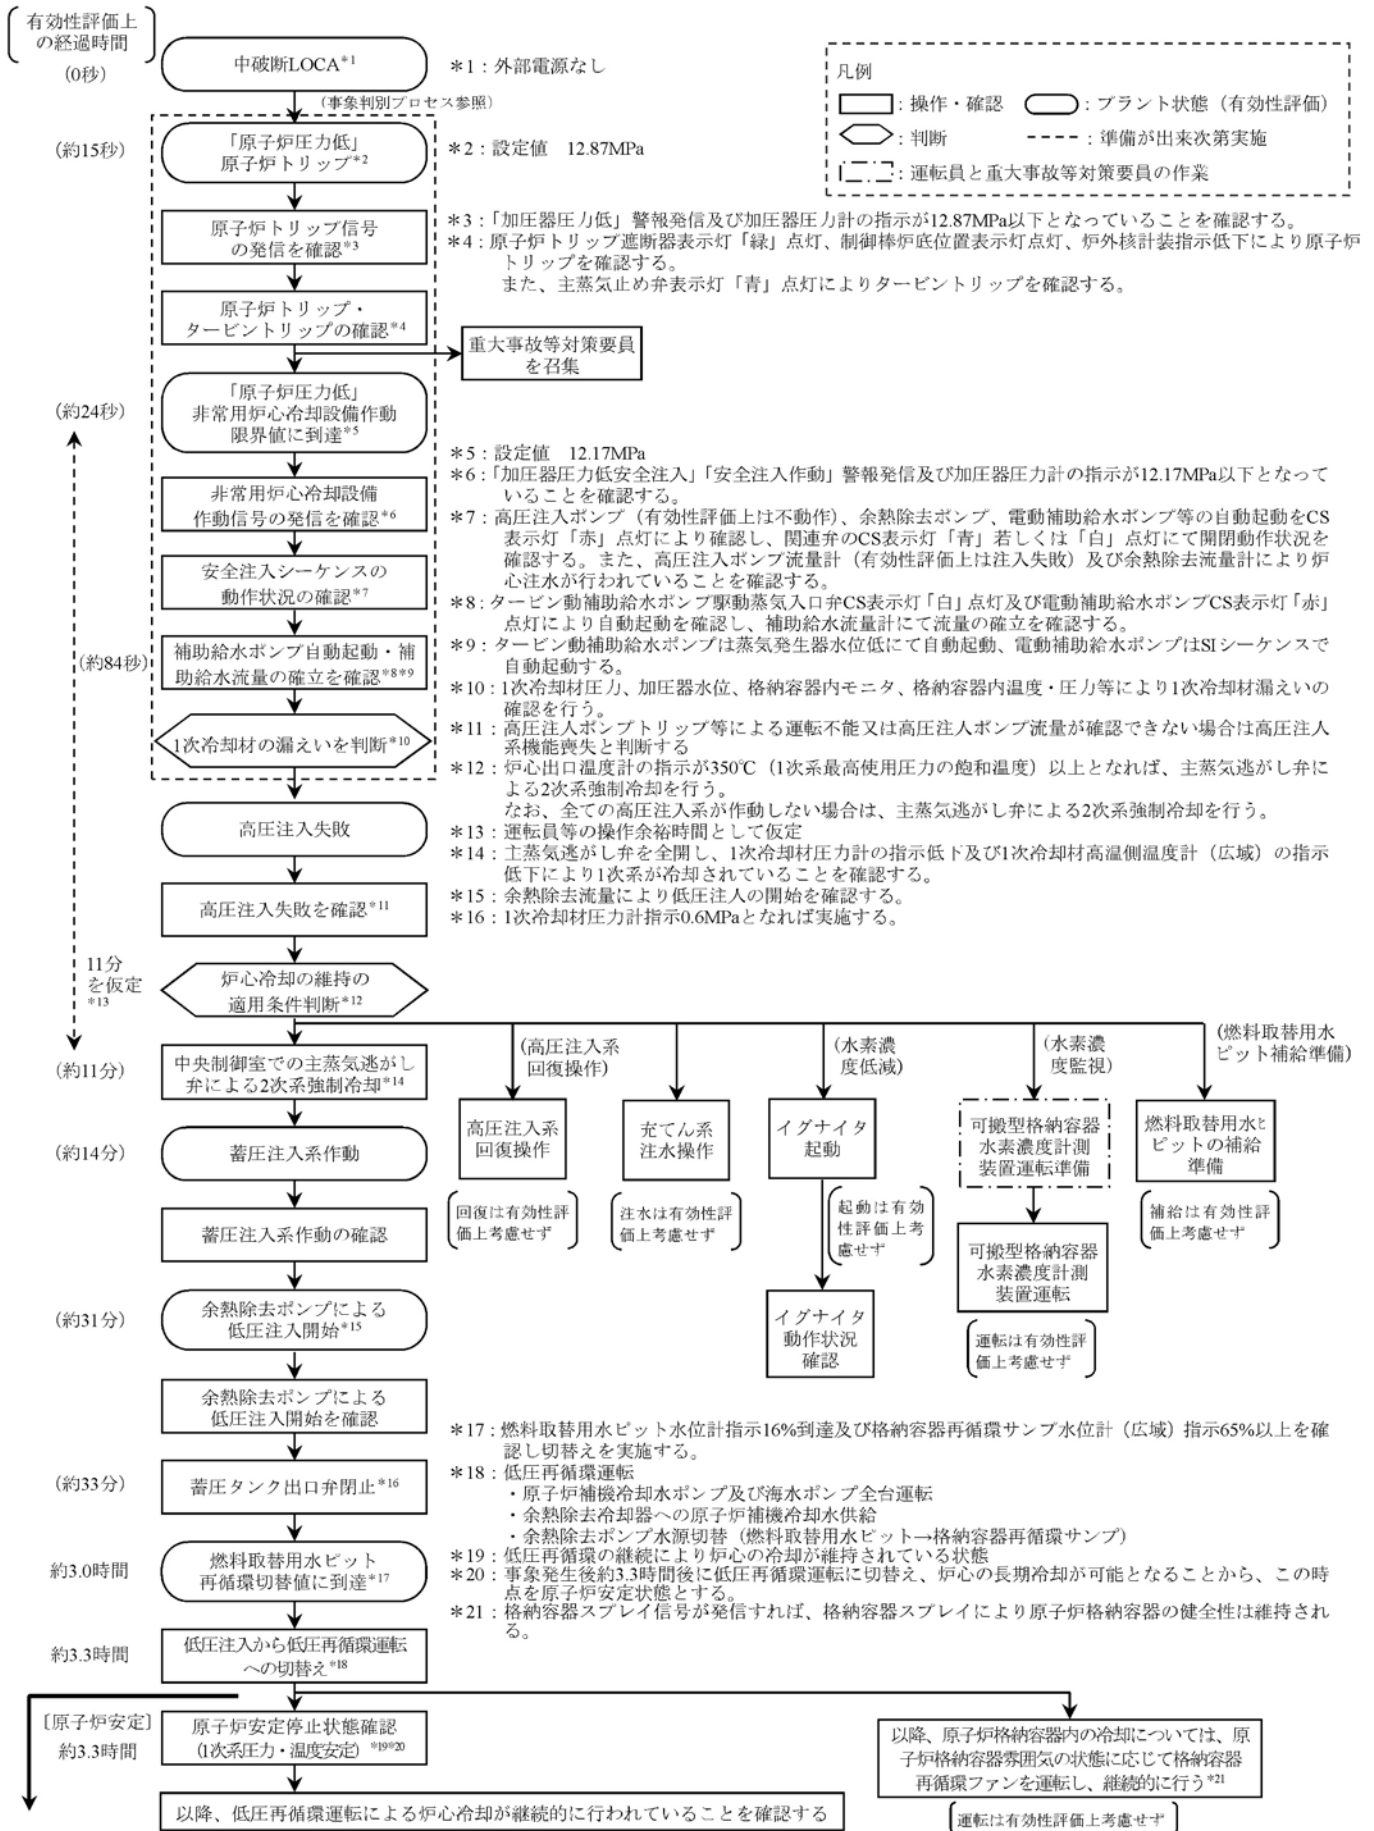 有効性評価上
の経過時間
(0秒)
中破断LOCA*1
*1：外部電源なし
(事象判別プロセス参照)
凡例
：操作・確認
：プラント状態（有効性評価）
：判断
：準備が出来次第実施
：運転員と重大事故等対策要員の作業
(約15秒)
「原子炉圧力低」
原子炉トリップ*2
*2：設定値　12.87MPa
原子炉トリップ信号
の発信を確認*3
*3：「加圧器圧力低」警報発信及び加圧器圧力計の指示が12.87MPa以下となっていることを確認する。
*4：原子炉トリップ遮断器表示灯「緑」点灯、制御棒炉底位置表示灯点灯、炉外核計装指示低下により原子炉
トリップを確認する。
また、主蒸気止め弁表示灯「青」点灯によりタービントリップを確認する。
原子炉トリップ・
タービントリップの確認*4
重大事故等対策要員
を召集
(約24秒)
「原子炉圧力低」
非常用炉心冷却設備作動
限界値に到達*5
*5：設定値　12.17MPa
*6：「加圧器圧力低安全注入」「安全注入作動」警報発信及び加圧器圧力計の指示が12.17MPa以下となって
いることを確認する。
*7：高圧注入ポンプ（有効性評価上は不動作）、余熱除去ポンプ、電動補助給水ポンプ等の自動起動をCS
表示灯「赤」点灯により確認し、関連弁のCS表示灯「青」若しくは「白」点灯にて開閉動作状況を
確認する。また、高圧注入ポンプ流量計（有効性評価上は注入失敗）及び余熱除去流量計により炉
心注水が行われていることを確認する。
*8：タービン動補助給水ポンプ駆動蒸気入口弁CS表示灯「白」点灯及び電動補助給水ポンプCS表示灯「赤」
点灯により自動起動を確認し、補助給水流量計にて流量の確立を確認する。
*9：タービン動補助給水ポンプは蒸気発生器水位低にて自動起動、電動補助給水ポンプはSIシーケンスで
自動起動する。
*10：1次冷却材圧力、加圧器水位、格納容器内モニタ、格納容器内温度・圧力等により1次冷却材漏えいの
確認を行う。
*11：高圧注人ポンプトリップ等による運転不能又は高圧注人ポンプ流量が確認できない場合は高圧注人
系機能喪失と判断する
*12：炉心出口温度計の指示が350℃（1次系最高使用圧力の飽和温度）以上となれば、主蒸気逃がし弁に
よる2次系強制冷却を行う。
なお、全ての高圧注入系が作動しない場合は、主蒸気逃がし弁による2次系強制冷却を行う。
*13：運転員等の操作余裕時間として仮定
*14：主蒸気逃がし弁を全開し、1次冷却材圧力計の指示低下及び1次冷却材高温側温度計（広域）の指示
低下により1次系が冷却されていることを確認する。
*15：余熱除去流量により低圧注人の開始を確認する。
*16：1次冷却材圧力計指示0.6MPaとなれば実施する。
非常用炉心冷却設備
作動信号の発信を確認*6
安全注入シーケンスの
動作状況の確認*7
(約84秒)
補助給水ポンプ自動起動・補
助給水流量の確立を確認*8*9
1次冷却材の漏えいを判断*10
高圧注入失敗
高圧注入失敗を確認*11
11分
を仮定
*13
炉心冷却の維持の
適用条件判断*12
(約11分)
中央制御室での主蒸気逃がし
弁による2次系強制冷却*14
(高圧注入系
回復操作)
(水素濃
度低減)
(水素濃
度監視)
(燃料取替用水
ピット補給準備)
高圧注入系
回復操作
充てん系
注水操作
イグナイタ
起動
可搬型格納容器
水素濃度計測
装置運転準備
燃料取替用水
ピットの補給
準備
(約14分)
蓄圧注入系作動
回復は有効性評
価上考慮せず
注水は有効性評
価上考慮せず
起動は有効
性評価上考
慮せず
補給は有効性評
価上考慮せず
蓄圧注入系作動の確認
可搬型格納容器
水素濃度計測
装置運転
(約31分)
余熱除去ポンプによる
低圧注入開始*15
イグナイタ
動作状況
確認
運転は有効性評
価上考慮せず
余熱除去ポンプによる
低圧注入開始を確認
*17：燃料取替用水ピット水位計指示16%到達及び格納容器再循環サンプ水位計（広域）指示65%以上を確
認し切替えを実施する。
*18：低圧再循環運転
・原子炉補機冷却水ポンプ及び海水ポンプ全台運転
・余熱除去冷却器への原子炉補機冷却水供給
・余熱除去ポンプ水源切替（燃料取替用水ピット→格納容器再循環サンプ）
*19：低圧再循環の継続により炉心の冷却が維持されている状態
*20：事象発生後約3.3時間後に低圧再循環運転に切替え、炉心の長期冷却が可能となることから、この時
点を原子炉安定状態とする。
*21：格納容器スプレイ信号が発信すれば、格納容器スプレイにより原子炉格納容器の健全性は維持され
る。
(約33分)
蓄圧タンク出口弁閉止*16
約3.0時間
燃料取替用水ピット
再循環切替値に到達*17
約3.3時間
低圧注入から低圧再循環運転
への切替え*18
〔原子炉安定〕
約3.3時間
原子炉安定停止状態確認
(1次系圧力・温度安定) *19*20
以降、原子炉格納容器内の冷却については、原
子炉格納容器雰囲気の状態に応じて格納容器
再循環ファンを運転し、継続的に行う*21
運転は有効性評価上考慮せず
以降、低圧再循環運転による炉心冷却が継続的に行われていることを確認する